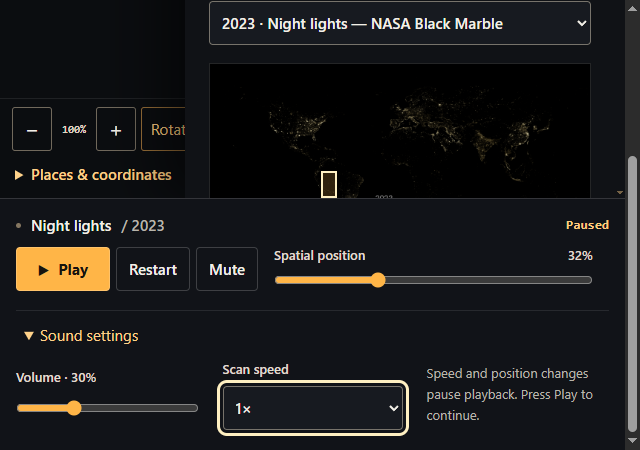 2023 · Night lights — NASA Black Marble
− 100% + Rotat
▶ Places & coordinates
Night lights / 2023 Paused
▶ Play Restart Mute
Spatial position 32%
▼ Sound settings
Volume · 30%
Scan speed
1×
Speed and position changes
pause playback. Press Play to
continue.